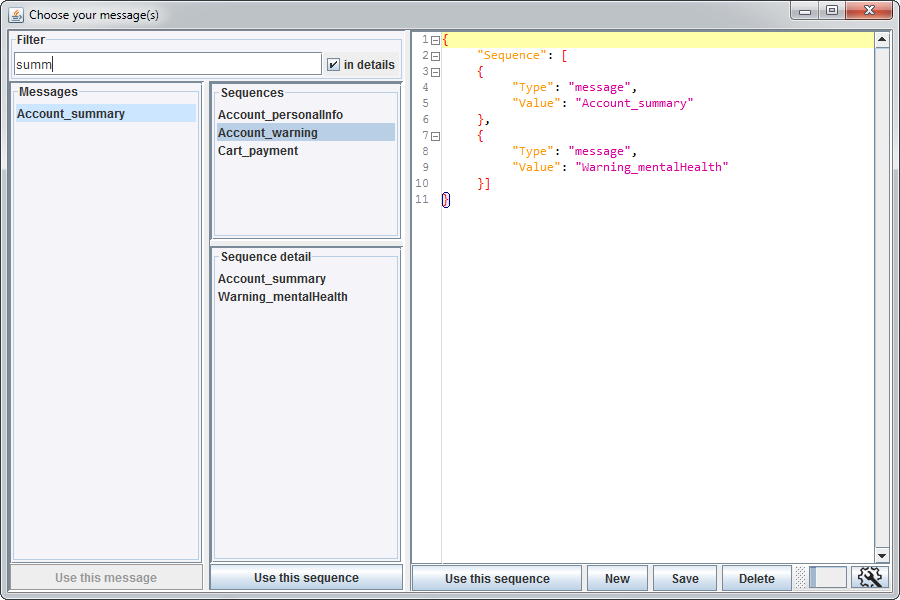 Choose your message(s)
Filter
summ
in details
Messages
Account_summary
Use this message
Sequences
Account_personalInfo
Account_warning
Cart_payment
Sequence detail
Account_summary
Warning_mentalHealth
Use this sequence
1 {
2 "Sequence": [
3 {
4 "Type": "message",
5 "Value": "Account_summary"
6 },
7 {
8 "Type": "message",
9 "Value": "Warning_mentalHealth"
10 }]
11 }
Use this sequence
New
Save
Delete